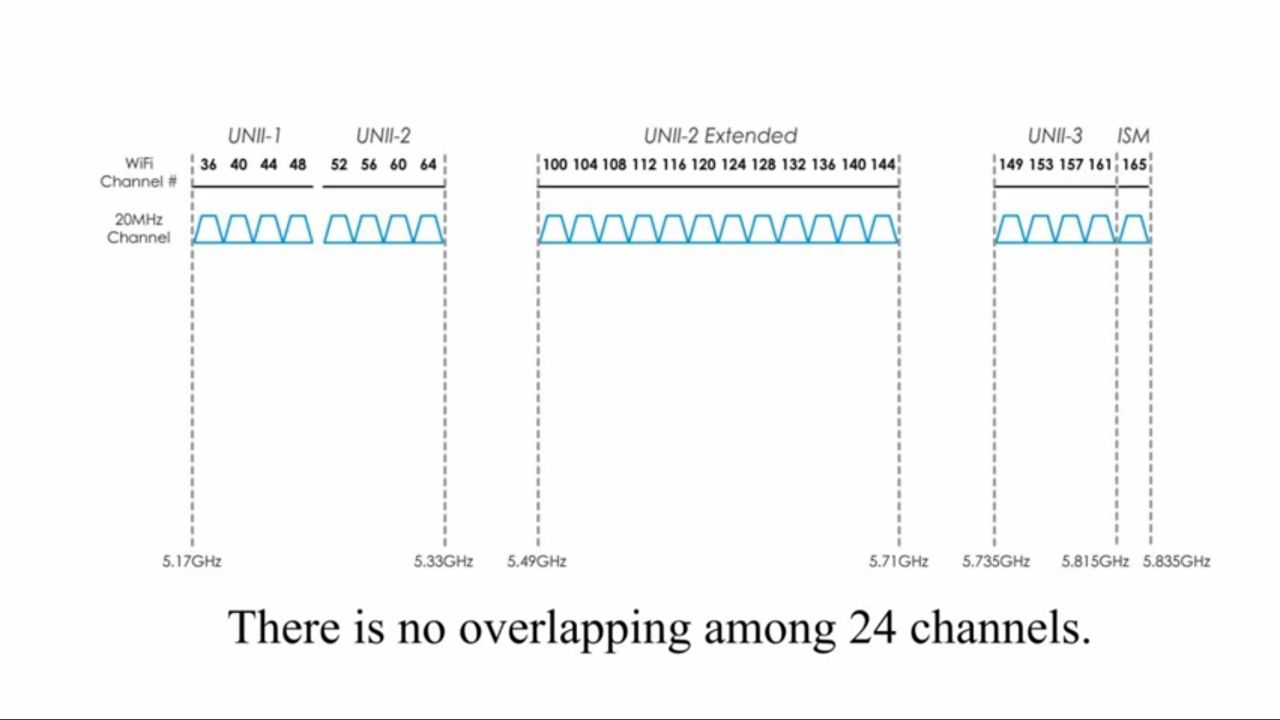 UNII-1 UNII-2 UNII-2 Extended UNII-3 ISM
WiFi
Channel #
36 40 44 48 52 56 60 64 100 104 108 112 116 120 124 128 132 136 140 144 149 153 157 161 165
20MHz
Channel
5.17GHz 5.33GHz 5.49GHz 5.71GHz 5.735GHz 5.815GHz 5.835GHz
There is no overlapping among 24 channels.